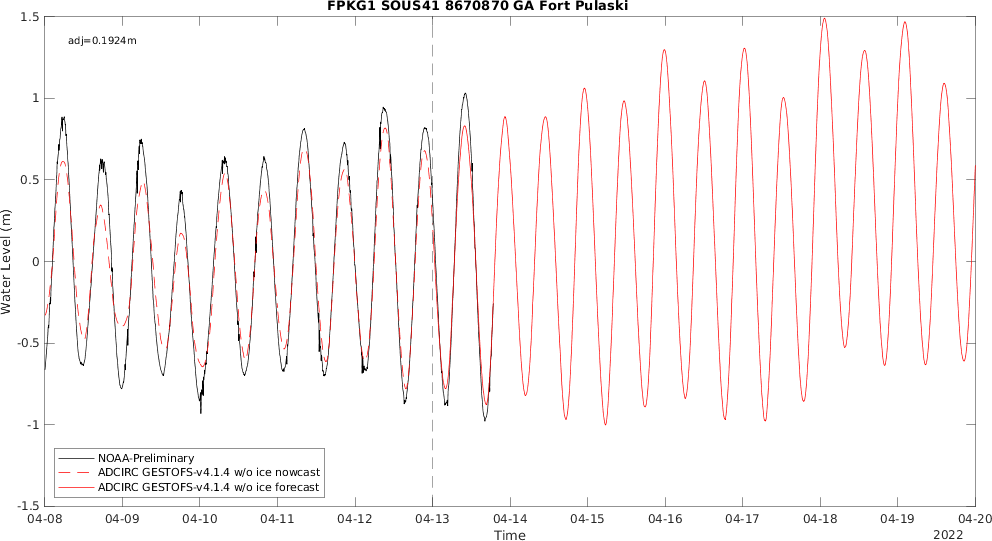 FPKG1 SOUS41 8670870 GA Fort Pulaski
adj=0.1924m
1.5
1
0.5
0
-0.5
-1
-1.5
Water Level (m)
NOAA-Preliminary
ADCIRC GESTOFS-v4.1.4 w/o ice nowcast
ADCIRC GESTOFS-v4.1.4 w/o ice forecast
04-08 04-09 04-10 04-11 04-12 04-13 04-14 04-15 04-16 04-17 04-18 04-19 04-20
Time
2022